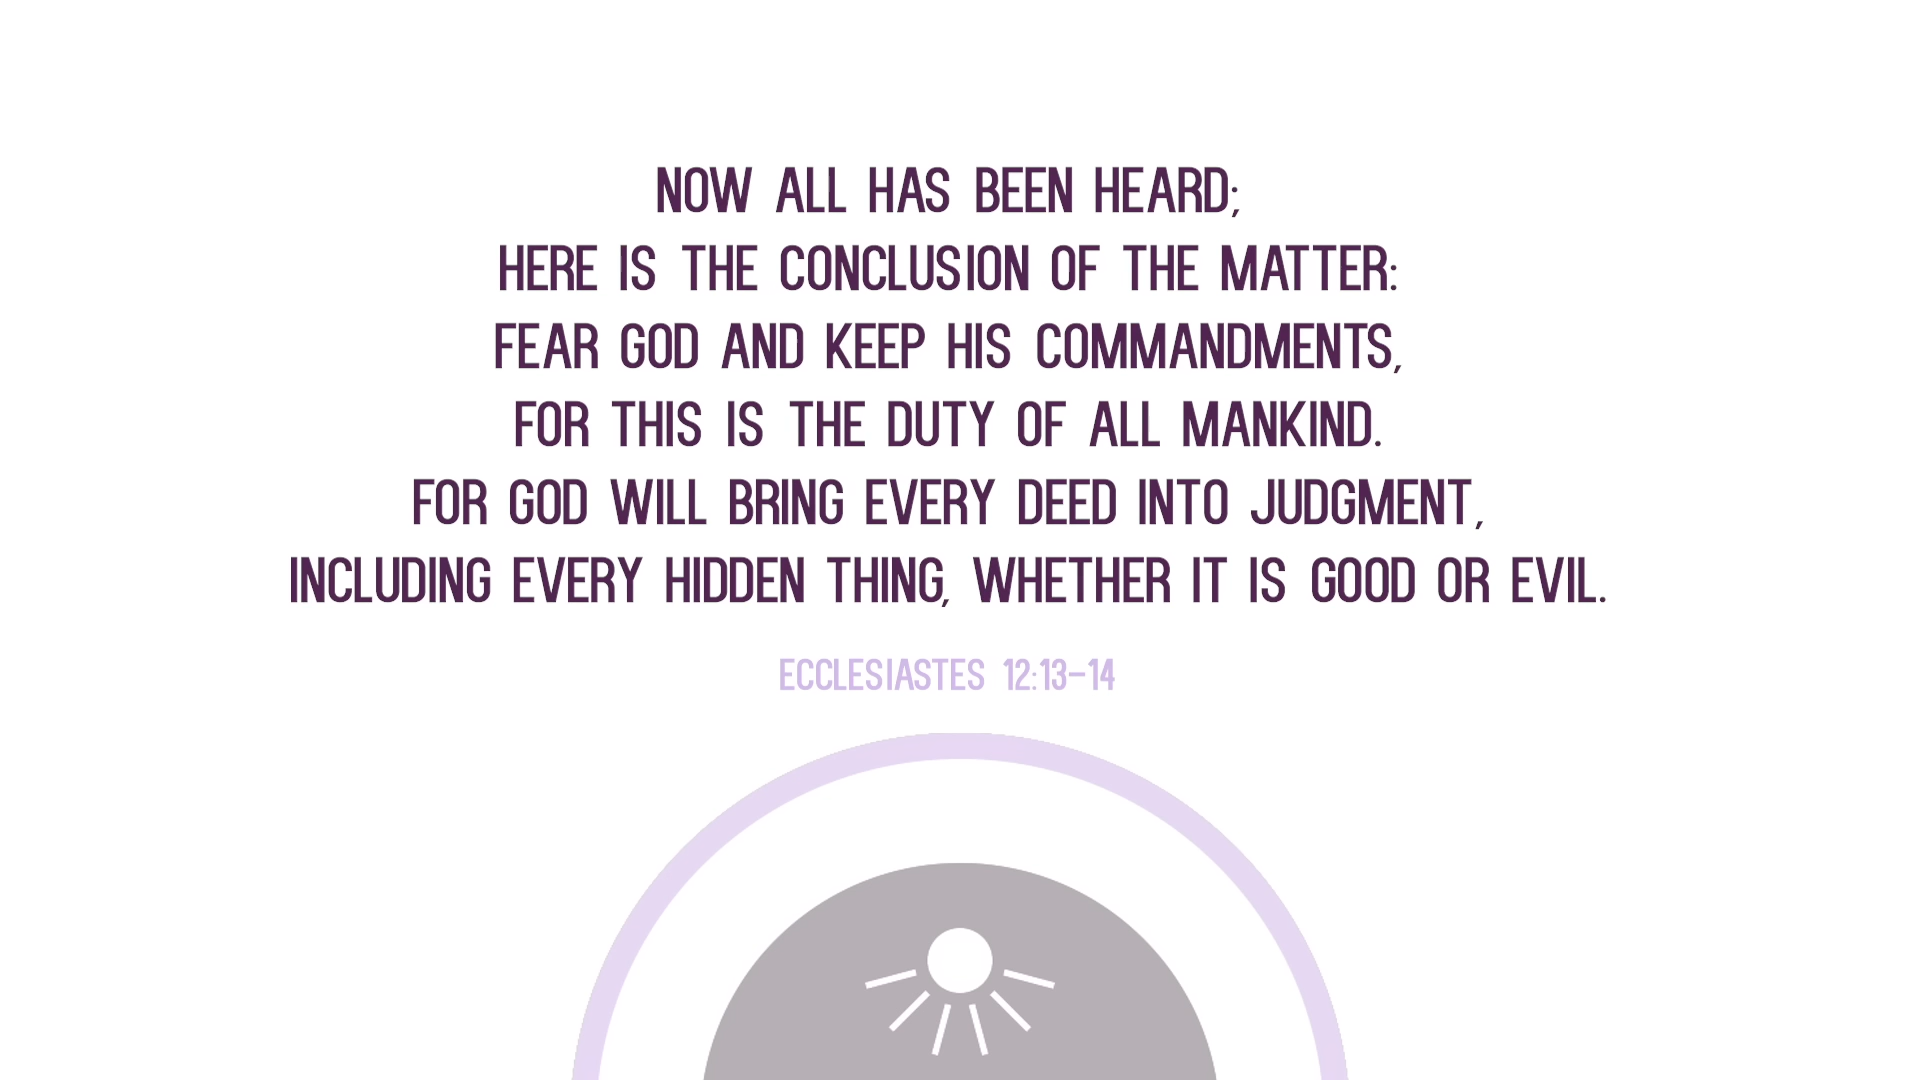 NOW ALL HAS BEEN HEARD;
HERE IS THE CONCLUSION OF THE MATTER:
FEAR GOD AND KEEP HIS COMMANDMENTS,
FOR THIS IS THE DUTY OF ALL MANKIND.
FOR GOD WILL BRING EVERY DEED INTO JUDGMENT,
INCLUDING EVERY HIDDEN THING, WHETHER IT IS GOOD OR EVIL.
ECCLESIASTES 12:13–14